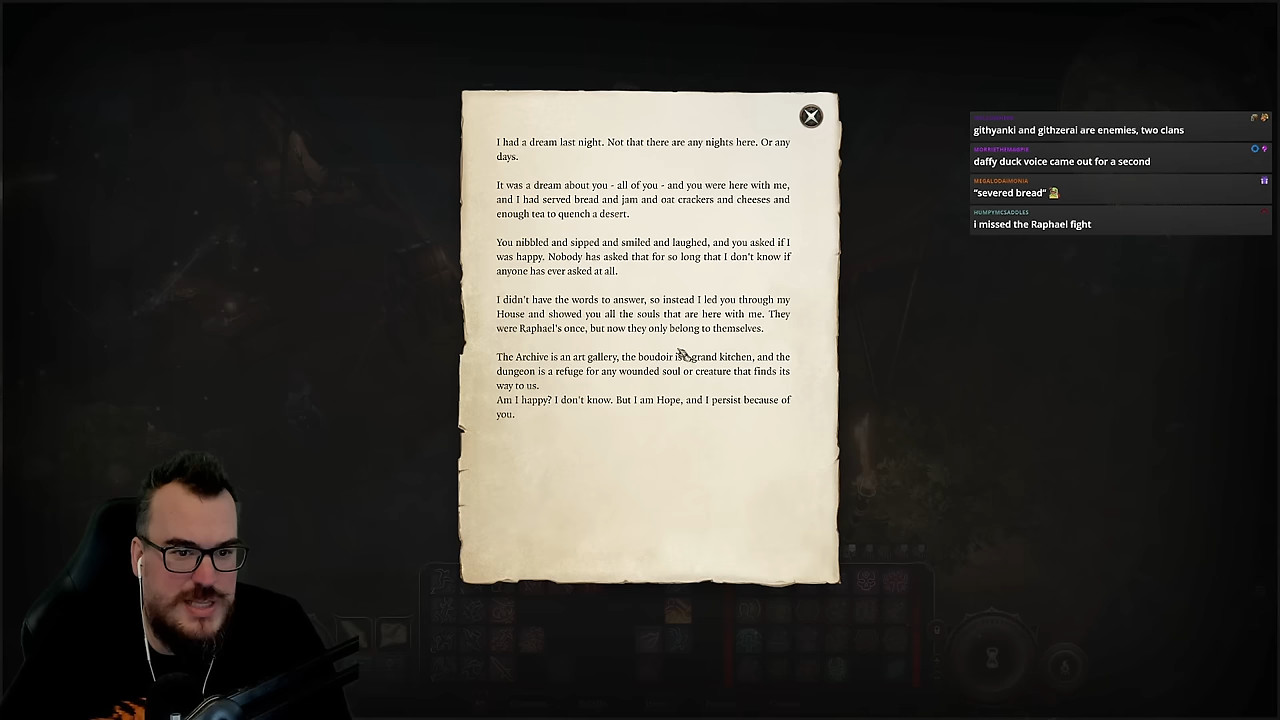 I had a dream last night. Not that there are any nights here. Or any
days.
It was a dream about you - all of you - and you were here with me,
and I had served bread and jam and oat crackers and cheeses and
enough tea to quench a desert.
You nibbled and sipped and smiled and laughed, and you asked if I
was happy. Nobody has asked that for so long that I don't know if
anyone has ever asked at all.
I didn't have the words to answer, so instead I led you through my
House and showed you all the souls that are here with me. They
were Raphael's once, but now they only belong to themselves.
The Archive is an art gallery, the boudoir is grand kitchen, and the
dungeon is a refuge for any wounded soul or creature that finds its
way to us.
Am I happy? I don't know. But I am Hope, and I persist because of
you.
githyanki and githzerai are enemies, two clans
MORRIETHEMAGPIE
daffy duck voice came out for a second
MEGALODAIMONIA
"severed bread"
HUMPYMCSADDLES
i missed the Raphael fight